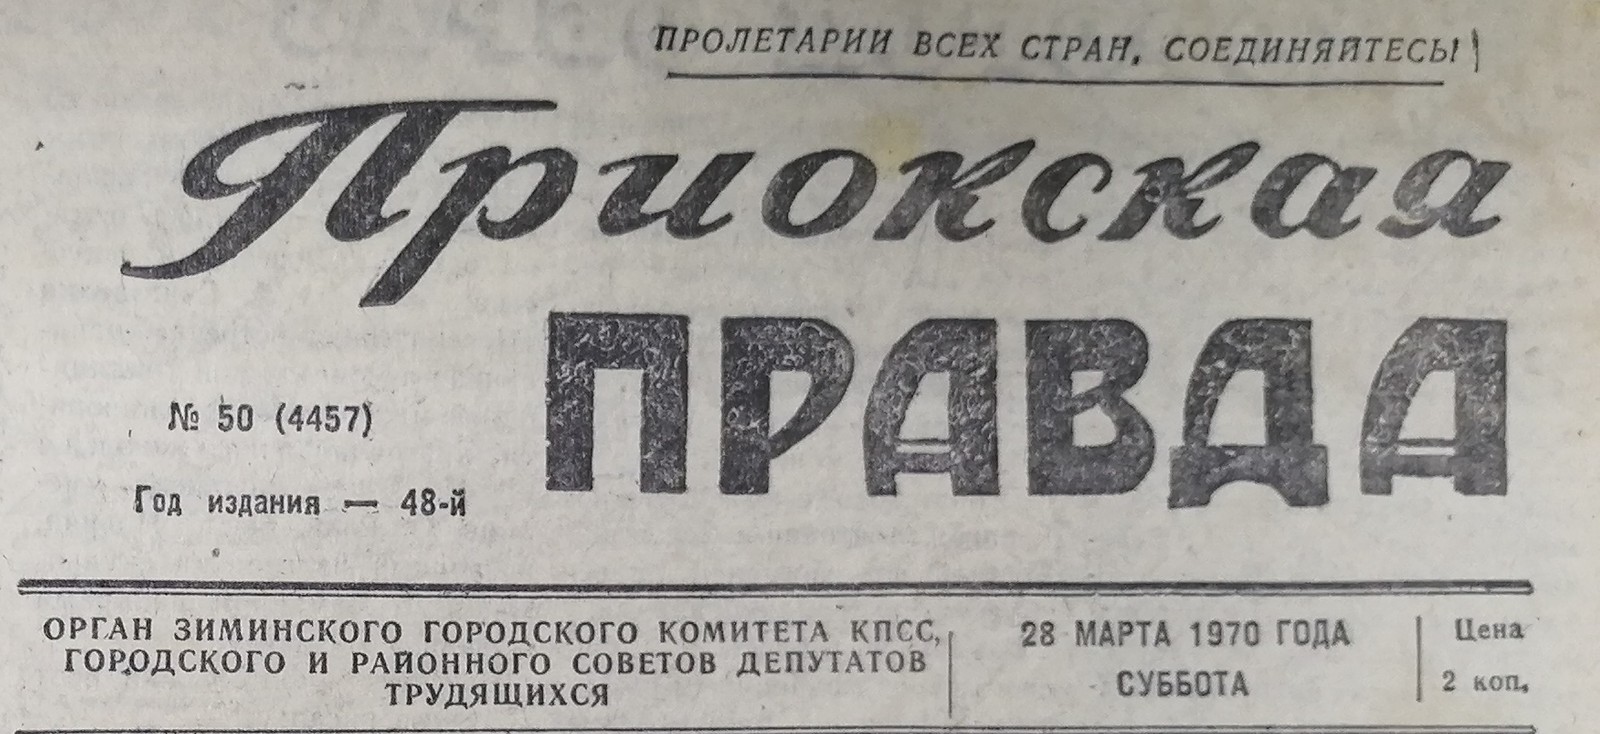 ПРОЛЕТАРИИ ВСЕХ СТРАН, СОЕДИНЯЙТЕСЬ!
Приокская
ПРАВДА
№ 50 (4457)
Год издания — 48-й
ОРГАН ЗИМИНСКОГО ГОРОДСКОГО КОМИТЕТА КПСС,
ГОРОДСКОГО И РАЙОННОГО СОВЕТОВ ДЕПУТАТОВ
ТРУДЯЩИХСЯ
28 МАРТА 1970 ГОДА
СУББОТА
Цена
2 коп.